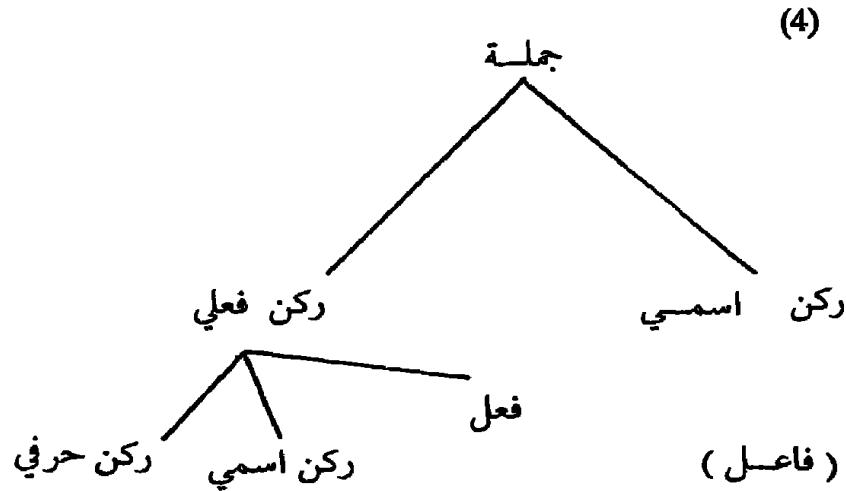 (4)
جملة
ركن اسمي ركن فعلي
فعل
( فاعل ) ركن اسمي ركن حرفي